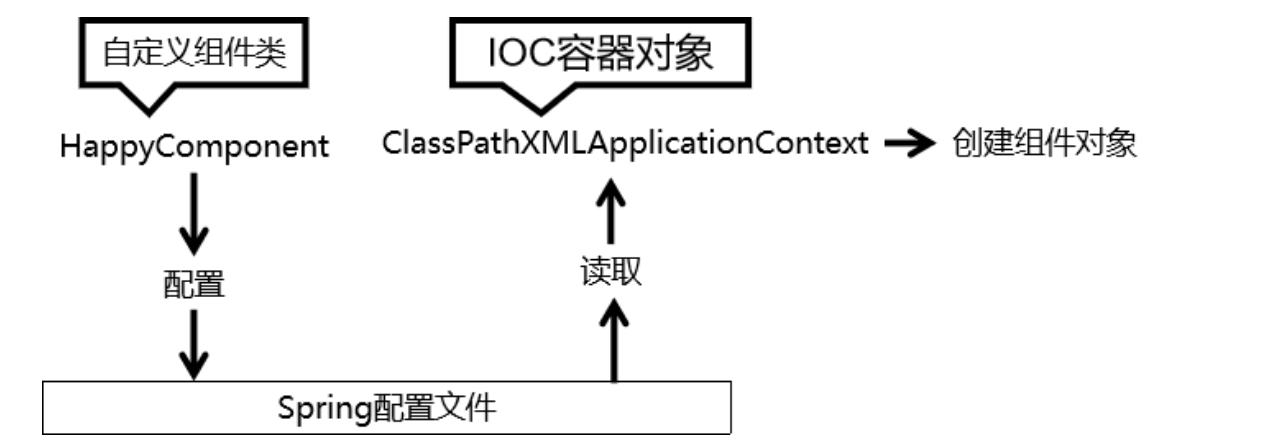 自定义组件类
IOC容器对象
HappyComponent
ClassPathXMLApplicationContext
创建组件对象
配置
读取
Spring配置文件